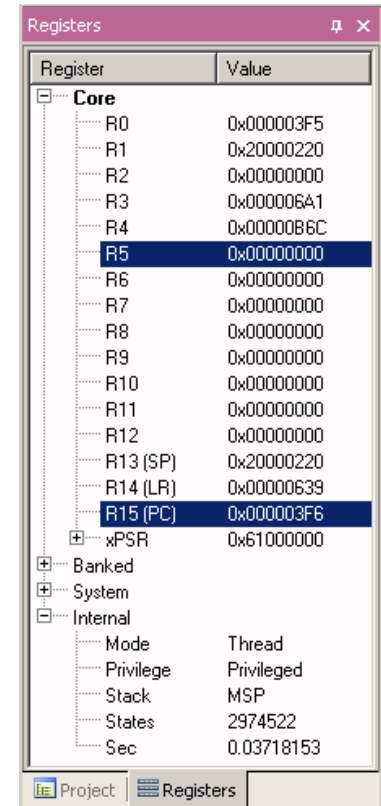 Registers
Register Value
Core
R0 0x000003F5
R1 0x20000220
R2 0x00000000
R3 0x000006A1
R4 0x00000B6C
R5 0x00000000
R6 0x00000000
R7 0x00000000
R8 0x00000000
R9 0x00000000
R10 0x00000000
R11 0x00000000
R12 0x00000000
R13 (SP) 0x20000220
R14 (LR) 0x00000639
R15 (PC) 0x000003F6
xPSR 0x61000000
Banked
System
Internal
Mode Thread
Privilege Privileged
Stack MSP
States 2974522
Sec 0.03718153
Project Registers